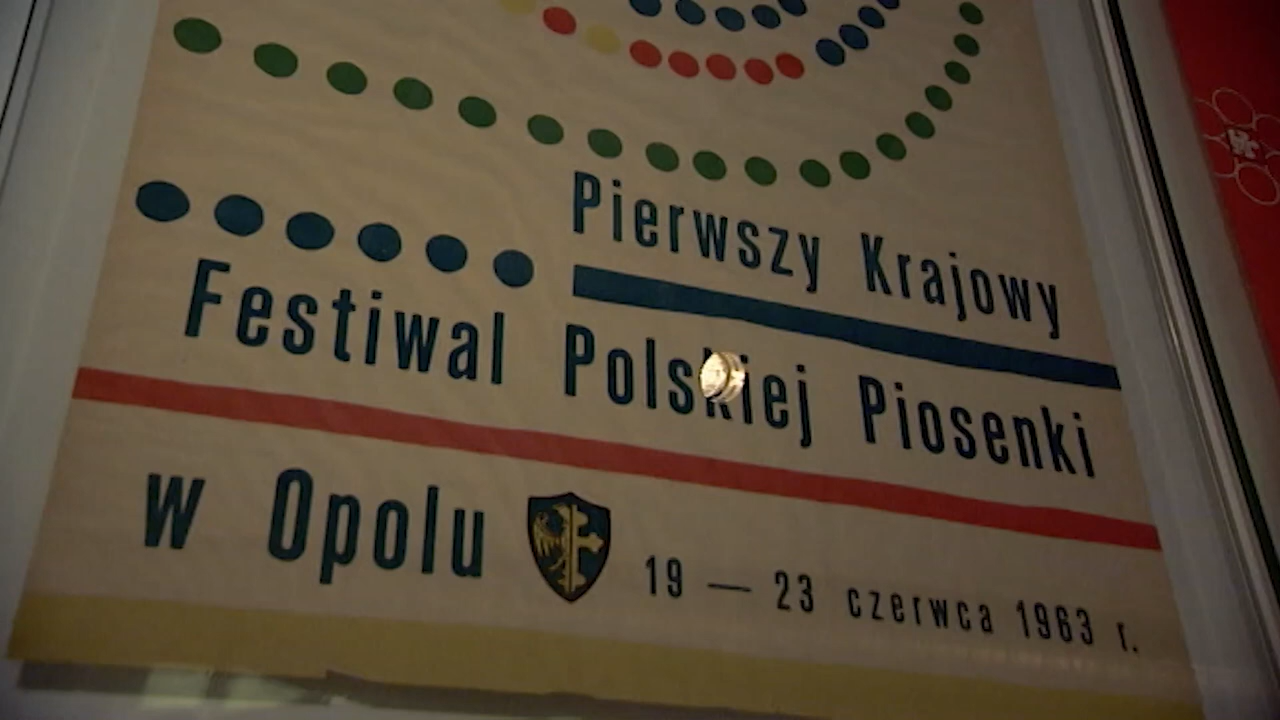 Pierwszy Krajowy
Festiwal Polskiej Piosenki
w Opolu
19 — 23 czerwca 1963 r.